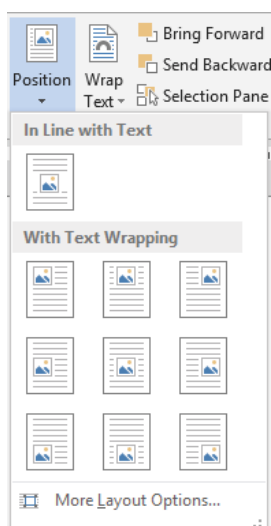 Bring Forward
Send Backward
Position Wrap
Text Selection Pane
In Line with Text
With Text Wrapping
More Layout Options...